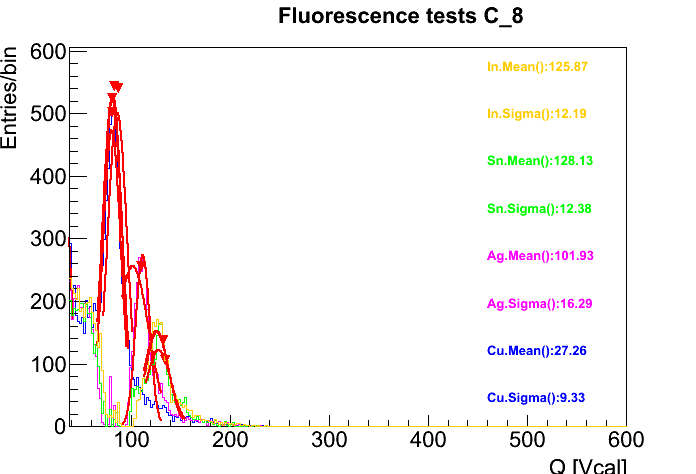 Fluorescence tests C_8
Entries/bin
600
500
400
300
200
100
0
In.Mean():125.87
In.Sigma():12.19
Sn.Mean():128.13
Sn.Sigma():12.38
Ag.Mean():101.93
Ag.Sigma():16.29
Cu.Mean():27.26
Cu.Sigma():9.33
100 200 300 400 500 600
Q [Vcal]